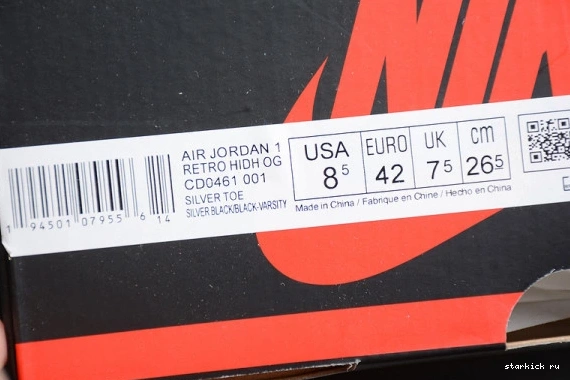 NIK
AIR JORDAN 1
RETRO HIDH OG
CD0461 001
SILVER TOE
SILVER BLACK/BLACK-VARSITY
1 94501 07955 6 14
USA
8 5
EURO
42
UK
7 5
cm
26 5
Made in China / Fabrique en Chine / Hecho en China
starkick ru